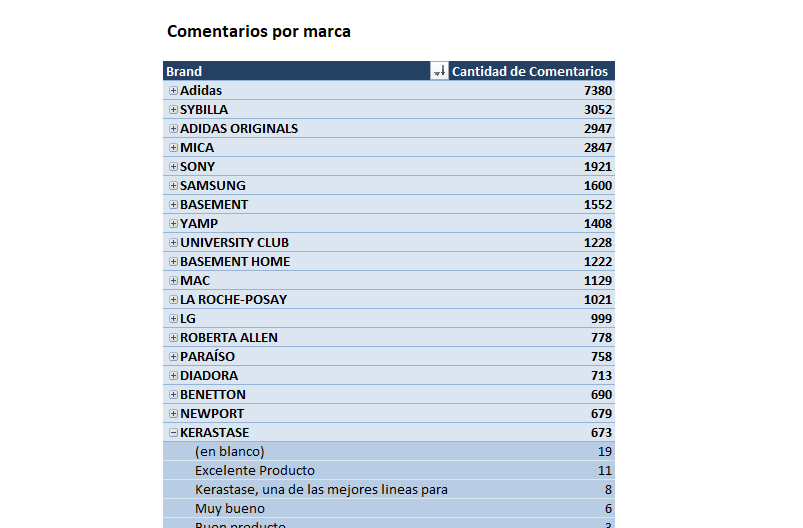 Comentarios por marca
Brand Cantidad de Comentarios
Adidas 7380
SYBILLA 3052
ADIDAS ORIGINALS 2947
MICA 2847
SONY 1921
SAMSUNG 1600
BASEMENT 1552
YAMP 1408
UNIVERSITY CLUB 1228
BASEMENT HOME 1222
MAC 1129
LA ROCHE-POSAY 1021
LG 999
ROBERTA ALLEN 778
PARAÍSO 758
DIADORA 713
BENETTON 690
NEWPORT 679
KERASTASE 673
(en blanco) 19
Excelente Producto 11
Kerastase, una de las mejores lineas para 8
Muy bueno 6
Buen producto 3